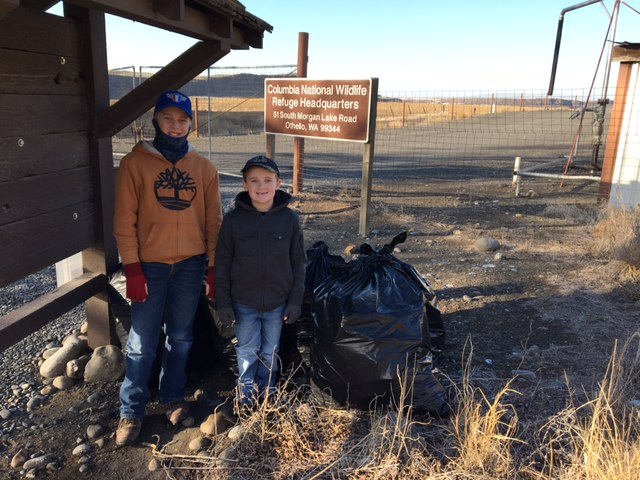 Columbia National Wildlife
Refuge Headquarters
51 South Morgan Lake Road
Othello, WA 99344